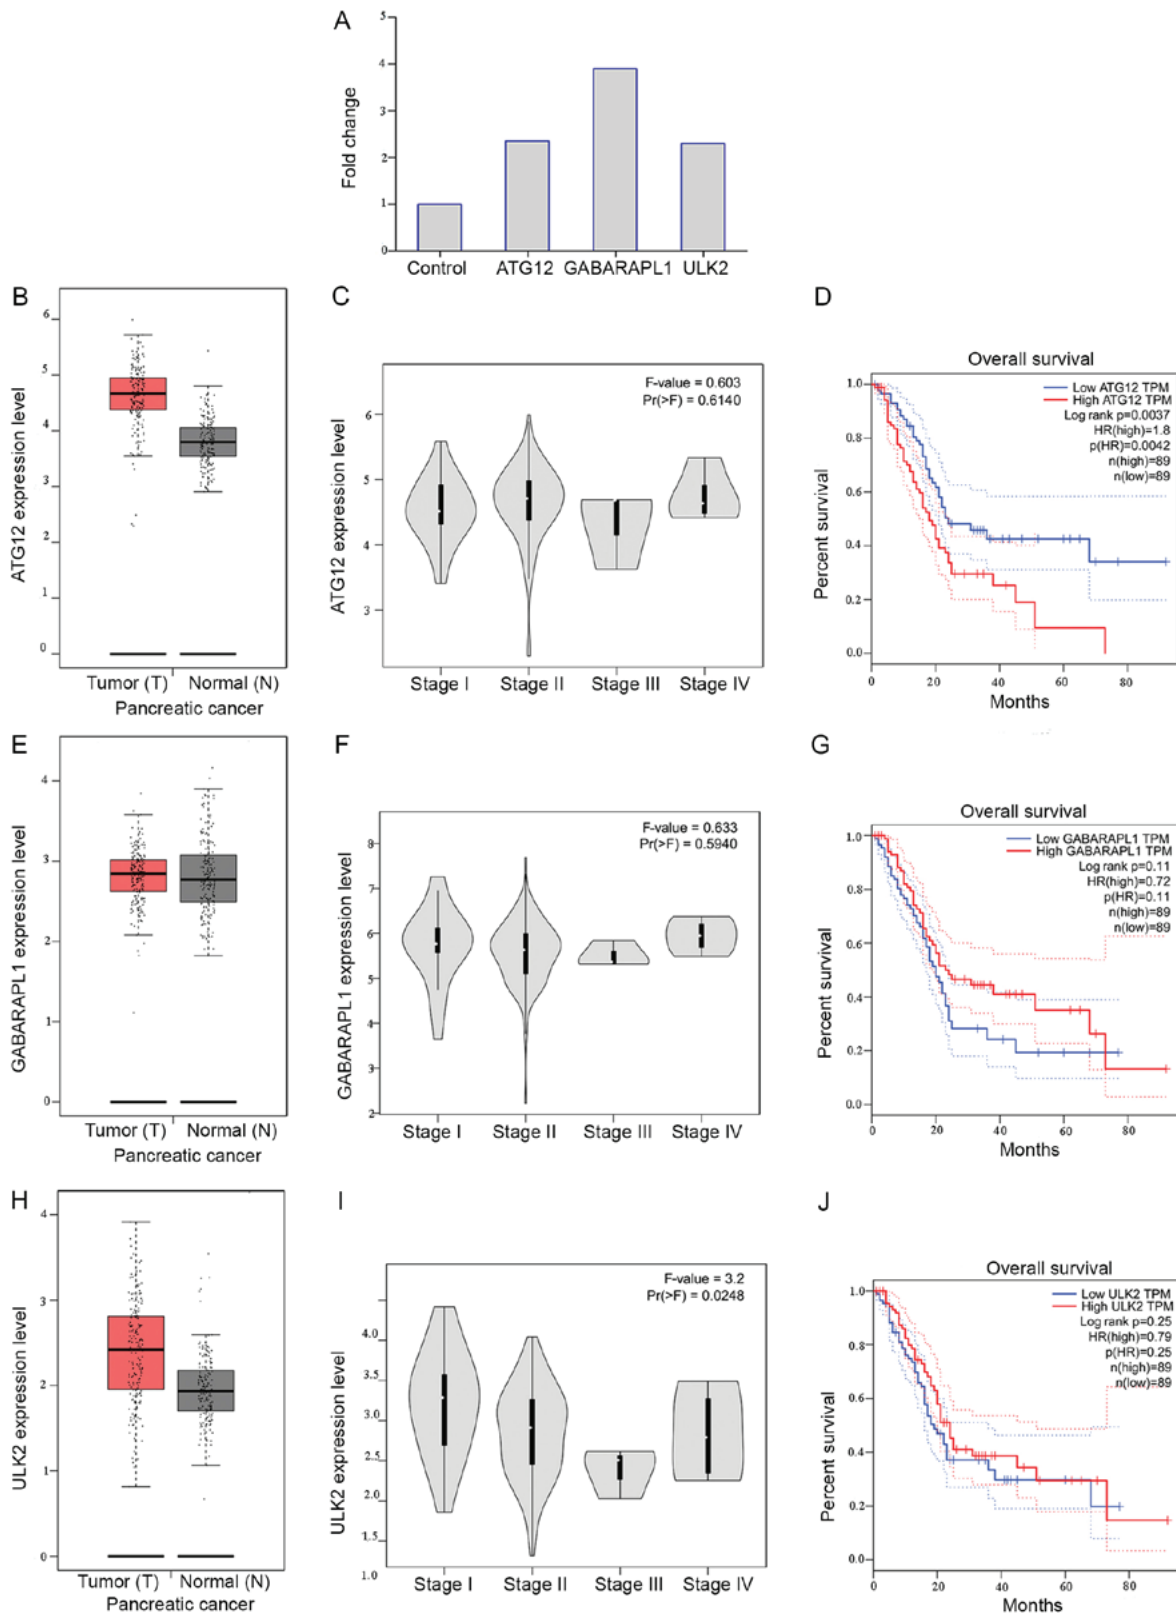 A
Fold change
5
4
3
2
1
0
Control ATG12 GABARAPL1 ULK2
B
ATG12 expression level
6
5
4
3
2
1
0
Tumor (T) Normal (N)
Pancreatic cancer
C
ATG12 expression level
F-value = 0.603
Pr(>F) = 0.6140
6
5
4
3
Stage I Stage II Stage III Stage IV
D
Overall survival
Low ATG12 TPM
High ATG12 TPM
Log rank p=0.0037
HR(high)=1.8
p(HR)=0.0042
n(high)=89
n(low)=89
Percent survival
1.0
0.8
0.6
0.4
0.2
0.0
0 20 40 60 80
Months
E
GABARAPL1 expression level
4
3
2
1
0
Tumor (T) Normal (N)
Pancreatic cancer
F
GABARAPL1 expression level
F-value = 0.633
Pr(>F) = 0.5940
8
7
6
5
4
3
2
Stage I Stage II Stage III Stage IV
G
Overall survival
Low GABARAPL1 TPM
High GABARAPL1 TPM
Log rank p=0.11
HR(high)=0.72
p(HR)=0.11
n(high)=89
n(low)=89
Percent survival
1.0
0.8
0.6
0.4
0.2
0.0
0 20 40 60 80
Months
H
ULK2 expression level
4
3
2
1
0
Tumor (T) Normal (N)
Pancreatic cancer
I
ULK2 expression level
F-value = 3.2
Pr(>F) = 0.0248
4.0
3.5
3.0
2.5
2.0
1.5
1.0
Stage I Stage II Stage III Stage IV
J
Overall survival
Low ULK2 TPM
High ULK2 TPM
Log rank p=0.25
HR(high)=0.79
p(HR)=0.25
n(high)=89
n(low)=89
Percent survival
1.0
0.8
0.6
0.4
0.2
0.0
0 20 40 60 80
Months